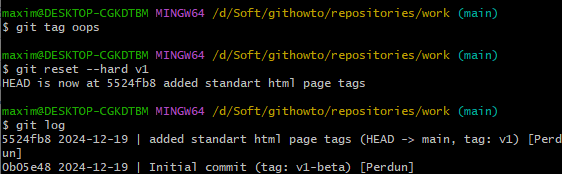 maxim@DESKTOP-CGKDTBM MINGW64 /d/Soft/githowto/repositories/work (main)
$ git tag oops
maxim@DESKTOP-CGKDTBM MINGW64 /d/Soft/githowto/repositories/work (main)
$ git reset --hard v1
HEAD is now at 5524fb8 added standart html page tags
maxim@DESKTOP-CGKDTBM MINGW64 /d/Soft/githowto/repositories/work (main)
$ git log
5524fb8 2024-12-19 | added standart html page tags (HEAD -> main, tag: v1) [Perd
un]
0b05e48 2024-12-19 | Initial commit (tag: v1-beta) [Perdun]